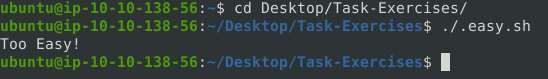 ubuntu@ip-10-10-138-56:~$ cd Desktop/Task-Exercises/
ubuntu@ip-10-10-138-56:~/Desktop/Task-Exercises$ ./.easy.sh
Too Easy!
ubuntu@ip-10-10-138-56:~/Desktop/Task-Exercises$